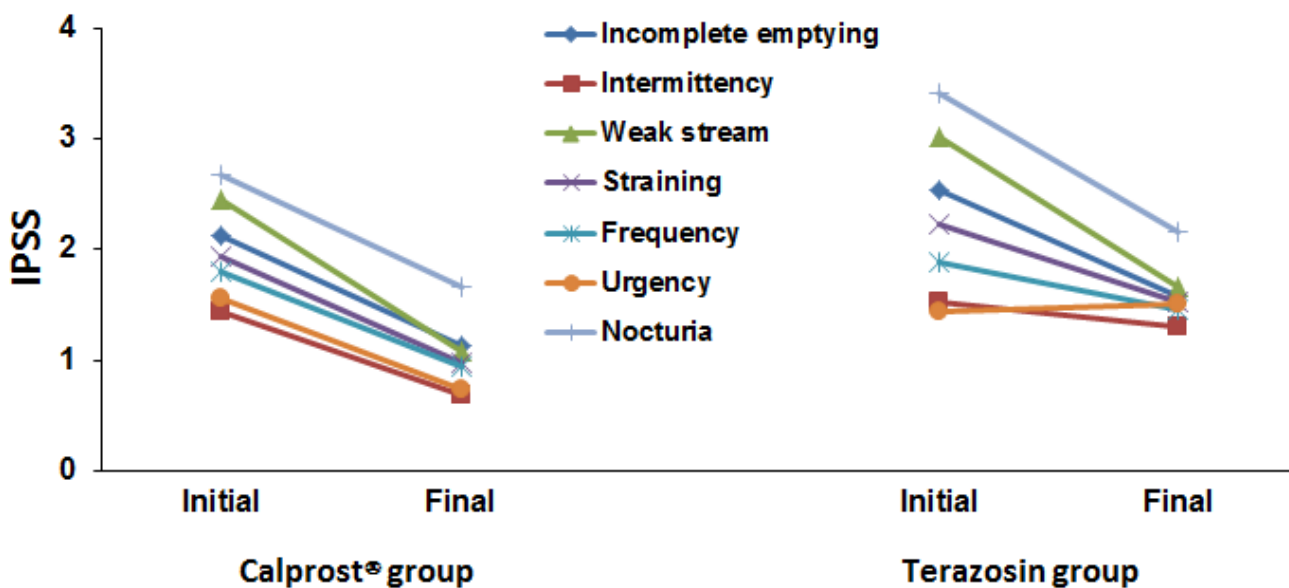 4
3
2
1
0
IPSS
Incomplete emptying
Intermittency
Weak stream
Straining
Frequency
Urgency
Nocturia
Initial Final Initial Final
Calprost® group Terazosin group